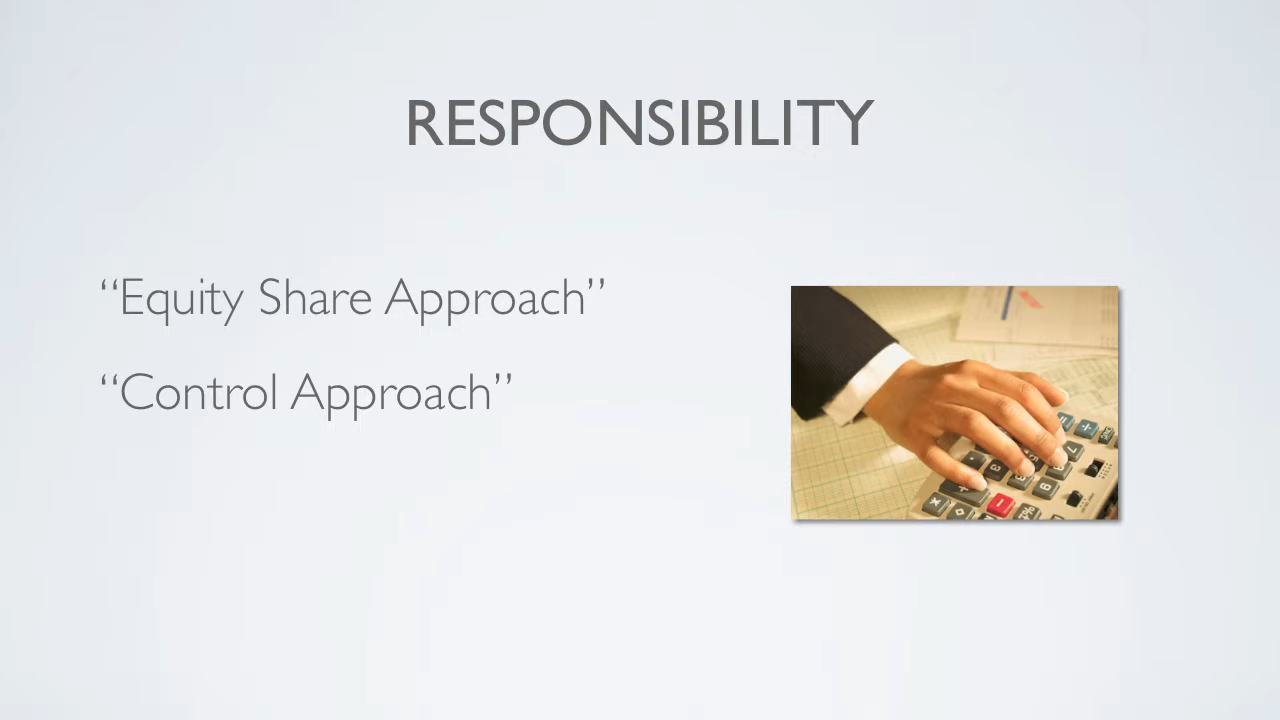 RESPONSIBILITY
“Equity Share Approach”
“Control Approach”